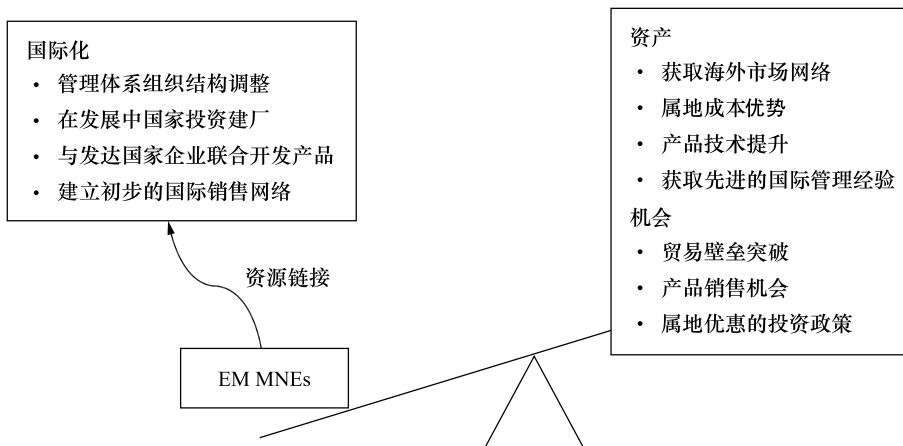 国际化
• 管理体系组织结构调整
• 在发展中国家投资建厂
• 与发达国家企业联合开发产品
• 建立初步的国际销售网络
资源链接
EM MNEs
资产
• 获取海外市场网络
• 属地成本优势
• 产品技术提升
• 获取先进的国际管理经验
机会
• 贸易壁垒突破
• 产品销售机会
• 属地优惠的投资政策